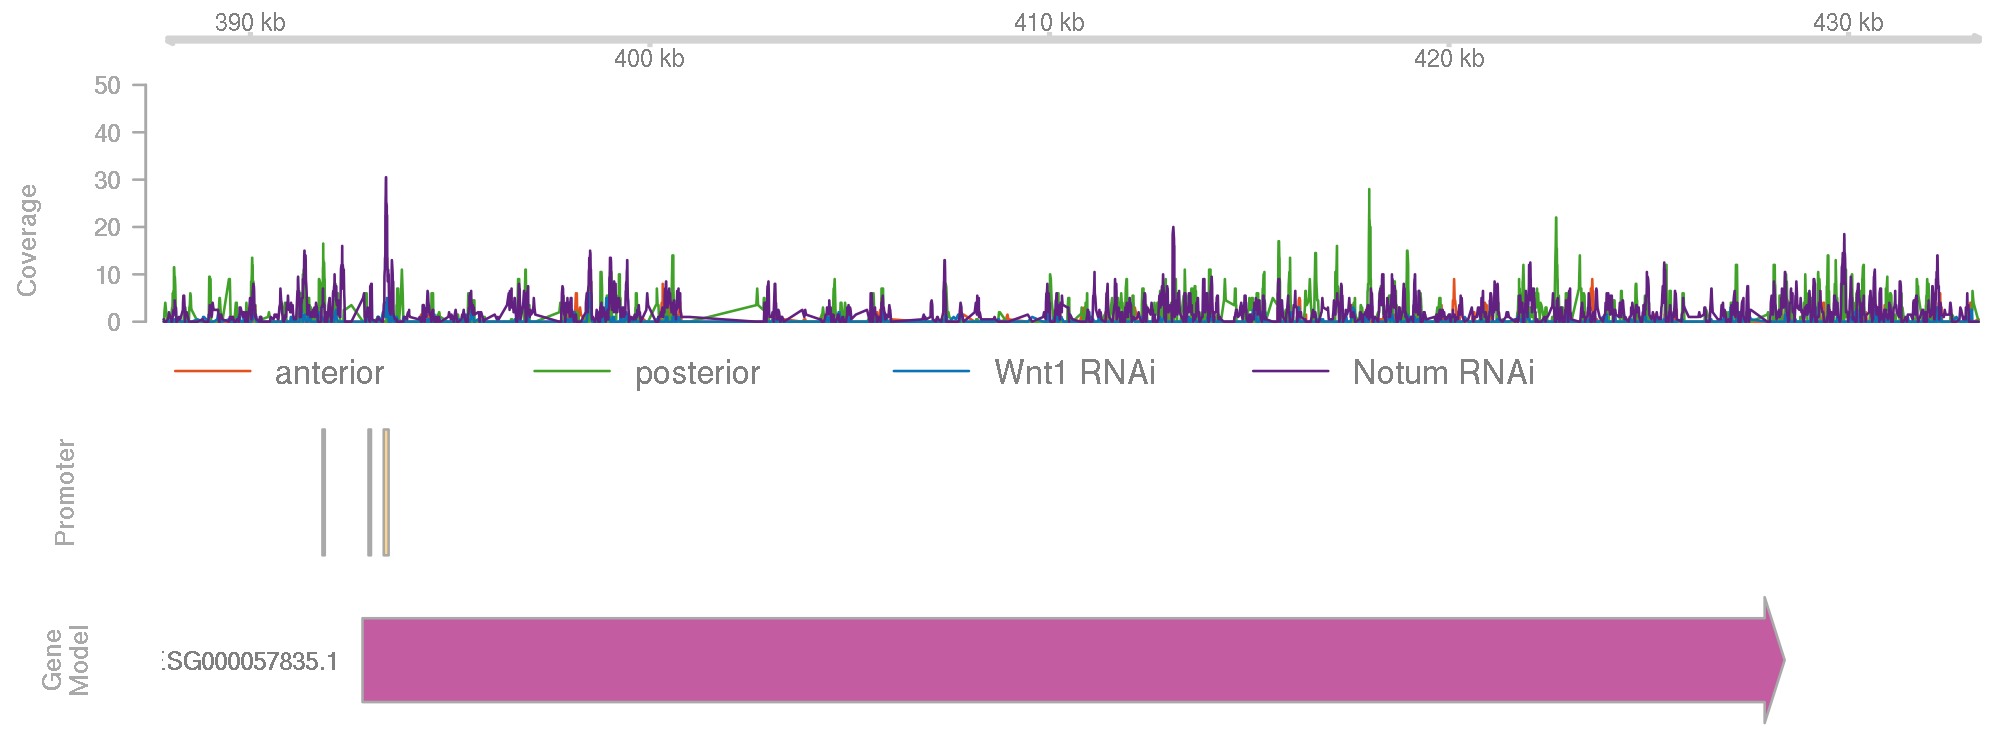 390 kb 410 kb 430 kb
400 kb 420 kb
50
40
30
20
10
0
Coverage
anterior posterior Wnt1 RNAi Notum RNAi
Promoter
Gene
Model
SG000057835.1